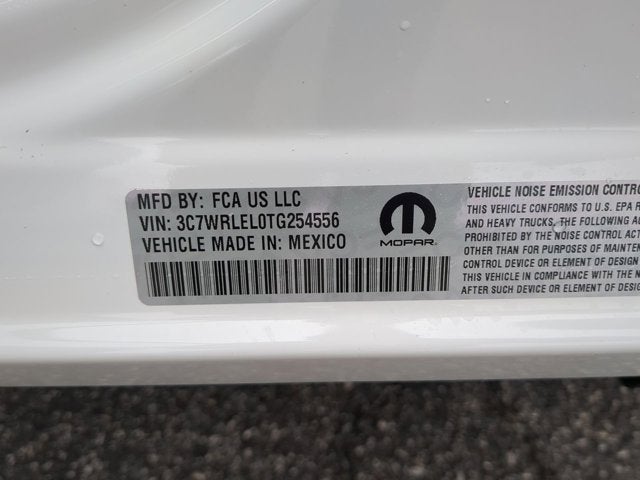 MFD BY: FCA US LLC
VIN: 3C7WRLEL0TG254556
VEHICLE MADE IN: MEXICO
MOPAR
VEHICLE NOISE EMISSION CONTRO
THIS VEHICLE CONFORMS TO U.S. EPA R
AND HEAVY TRUCKS. THE FOLLOWING AC
PROHIBITED BY THE NOISE CONTROL ACT
OTHER THAN FOR PURPOSES OF MAINTEN
CONTROL DEVICE OR ELEMENT OF DESIGN
THIS VEHICLE IN COMPLIANCE WITH THE N
AFTER SUCH DEVICE OR ELEMENT OF DESIG